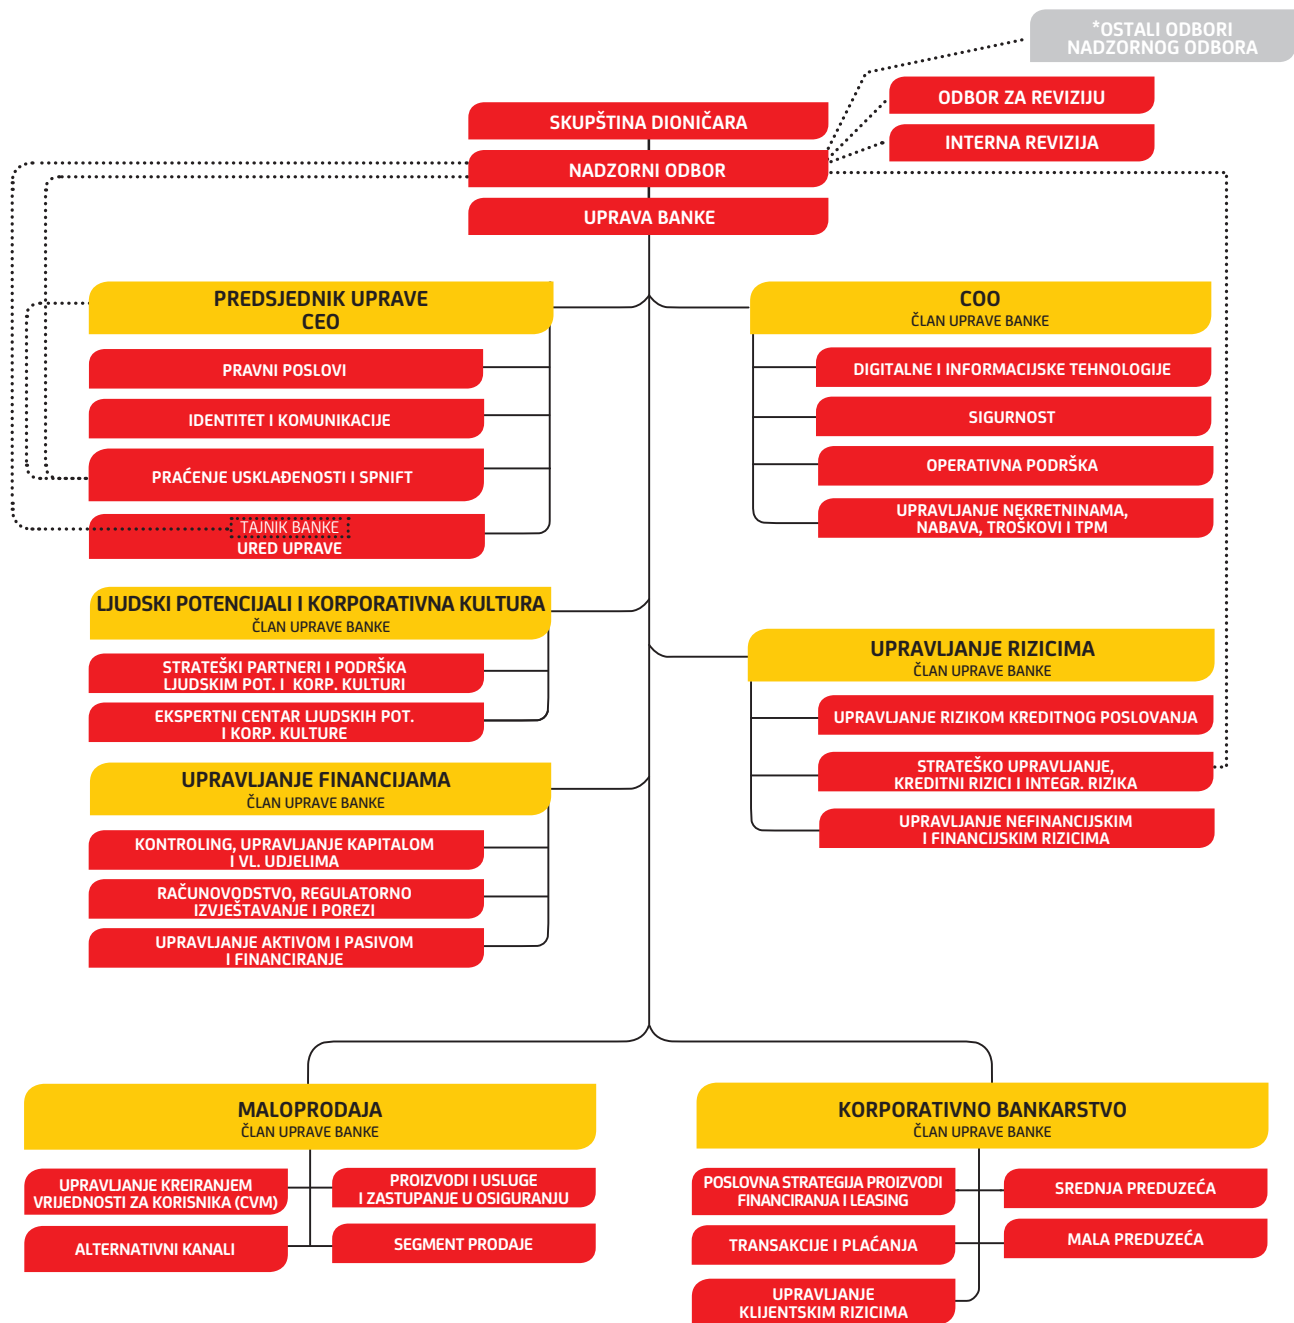 *OSTALI ODBORI
NADZORNOG ODBORA
ODBOR ZA REVIZIJU
SKUPŠTINA DIONIČARA
INTERNA REVIZIJA
NADZORNI ODBOR
UPRAVA BANKE
PREDSJEDNIK UPRAVE
CEO
PRAVNI POSLOVI
IDENTITET I KOMUNIKACIJE
PRAĆENJE USKLAĐENOSTI I SPNIFT
TAJNIK BANKE
URED UPRAVE
COO
ČLAN UPRAVE BANKE
DIGITALNE I INFORMACIJSKE TEHNOLOGIJE
SIGURNOST
OPERATIVNA PODRŠKA
UPRAVLJANJE NEKRETNINAMA,
NABAVA, TROŠKOVI I TPM
LJUDSKI POTENCIJALI I KORPORATIVNA KULTURA
ČLAN UPRAVE BANKE
STRATEŠKI PARTNERI I PODRŠKA
LJUDSKIM POT. I KORP. KULTURI
EKSPERTNI CENTAR LJUDSKIH POT.
I KORP. KULTURE
UPRAVLJANJE RIZICIMA
ČLAN UPRAVE BANKE
UPRAVLJANJE RIZIKOM KREDITNOG POSLOVANJA
STRATEŠKO UPRAVLJANJE,
KREDITNI RIZICI I INTEGR. RIZIKA
UPRAVLJANJE NEFINANCIJSKIM
I FINANCIJSKIM RIZICIMA
UPRAVLJANJE FINANCIJAMA
ČLAN UPRAVE BANKE
KONTROLING, UPRAVLJANJE KAPITALOM
I VL. UDJELIMA
RAČUNOVODSTVO, REGULATORNO
IZVJEŠTAVANJE I POREZI
UPRAVLJANJE AKTIVOM I PASIVOM
I FINANCIRANJE
MALOPRODAJA
ČLAN UPRAVE BANKE
UPRAVLJANJE KREIRANJEM
VRIJEDNOSTI ZA KORISNIKA (CVM)
PROIZVODI I USLUGE
I ZASTUPANJE U OSIGURANJU
ALTERNATIVNI KANALI
SEGMENT PRODAJE
KORPORATIVNO BANKARSTVO
ČLAN UPRAVE BANKE
POSLOVNA STRATEGIJA PROIZVODI
FINANCIRANJA I LEASING
SREDNJA PREDUZEĆA
TRANSAKCIJE I PLAĆANJA
MALA PREDUZEĆA
UPRAVLJANJE
KLIJENTSKIM RIZICIMA